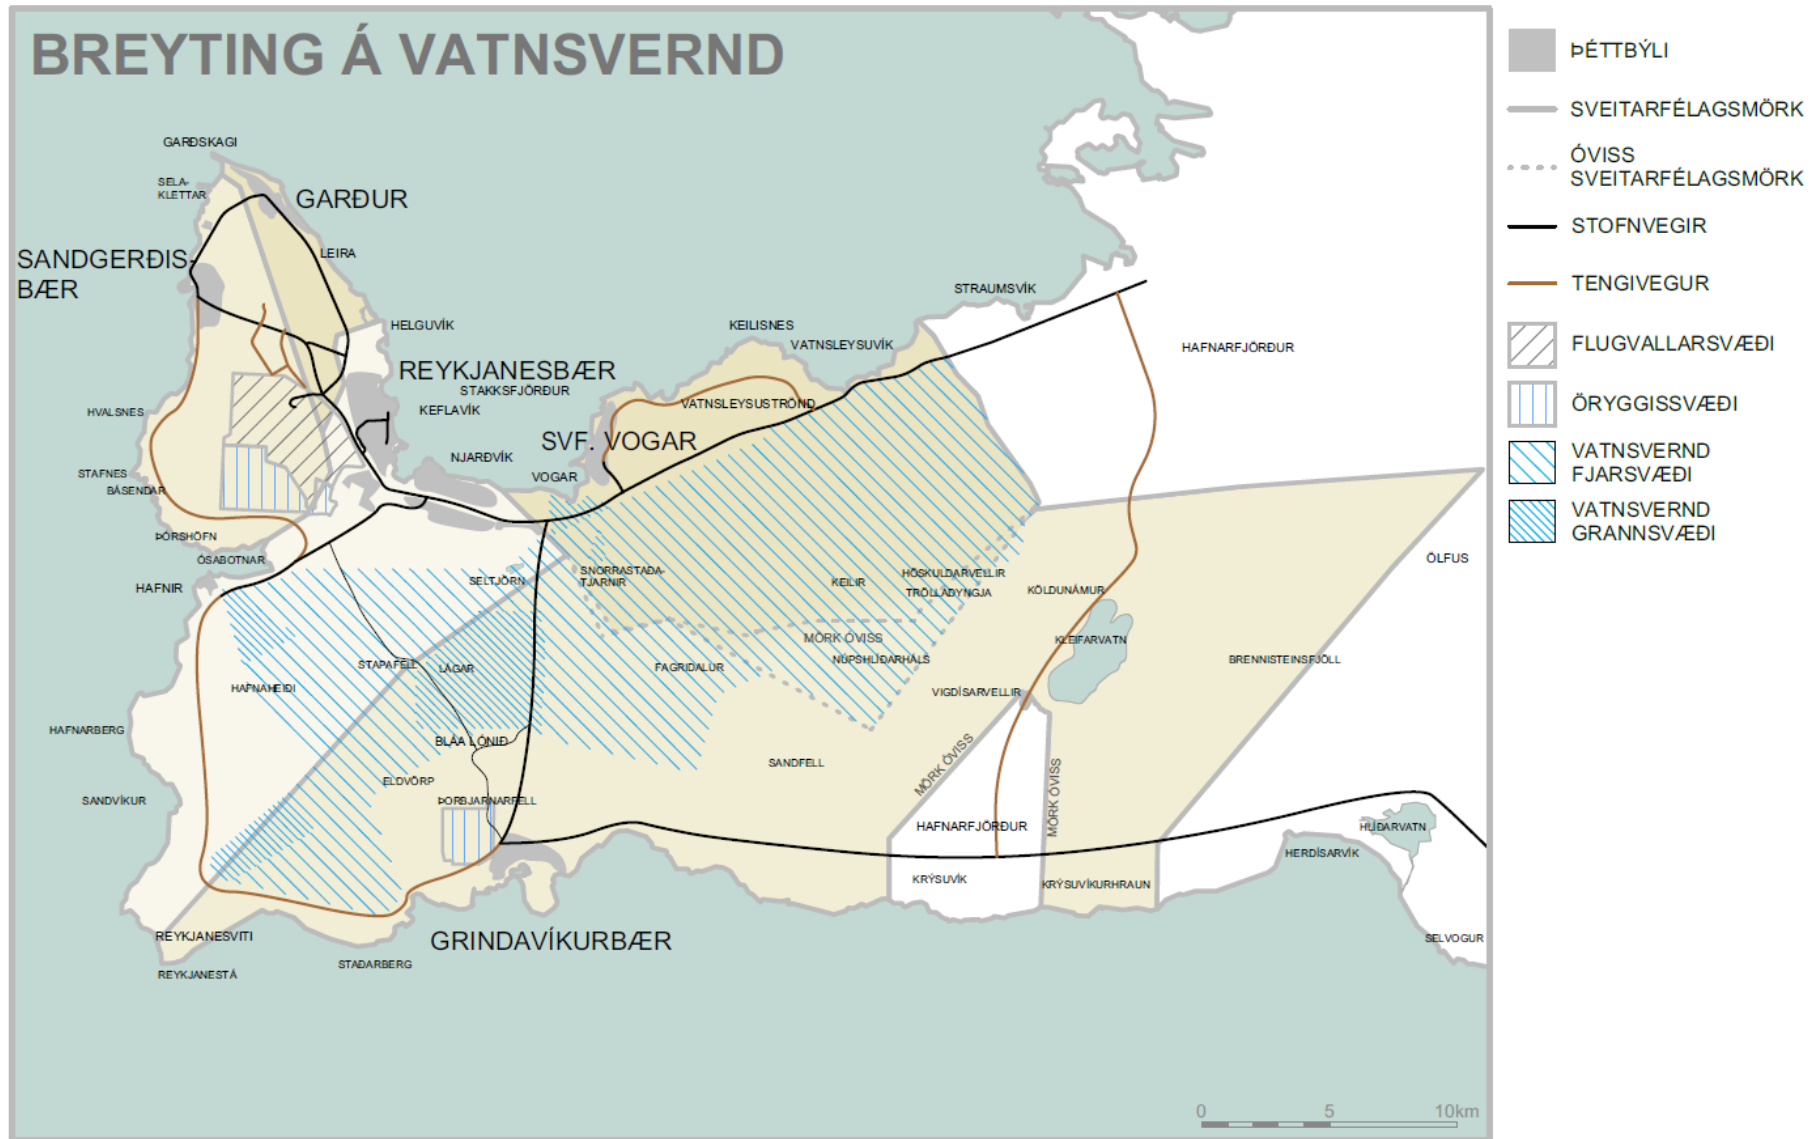 BREYTING Á VATNSVERND
ÞÉTTBÝLI
SVEITARFÉLAGSMÖRK
ÓVISS
SVEITARFÉLAGSMÖRK
STOFNVEGIR
TENGIVEGUR
FLUGVALLARSVÆÐI
ÖRYGGISSVÆÐI
VATNSVERND
FJARSVÆÐI
VATNSVERND
GRANNSVÆÐI
GARÐSKAGI
SELA-
KLETTAR
GARÐUR
SANDGERÐIS-
BÆR
LEIRA
STRAUMSVÍK
HELGUVÍK
KEILISNES
VATNSLEYSUVÍK
HAFNARFJÖRÐUR
REYKJANESBÆR
STAKKSFJÖRÐUR
KEFLAVÍK
VATNSLEYSUSTRÖND
HVALSNES
SVF. VOGAR
NJARÐVÍK
VOGAR
STAFNES
BÁSENDAR
ÞÓRSHÖFN
ÓSABOTNAR
HAFNIR
SELTJÖRN
SNORRASTAÐA-
TJARNIR
KEILIR
HÖSKULDARVELLIR
TRÖLLADYNGJA
KÖLDUNÁMUR
ÖLFUS
MÖRK ÓVISS
KLEIFARVATN
STAPAFELL
LÁGAR
FAGRIDALUR
NÚPSHLÍÐARHÁLS
BRENNISTEINSFJÖLL
HAFNAHEIÐI
VIGDÍSARVELLIR
HAFNARBERG
BLÁA LÓNIÐ
SANDFELL
MÖRK ÓVISS
MÖRK ÓVISS
ELDVÖRP
SANDVÍKUR
ÞORBJARNARFELL
HAFNARFJÖRÐUR
HLÍÐARVATN
HERDÍSARVÍK
KRÝSUVÍK
KRÝSUVÍKURHRAUN
REYKJANESVITI
GRINDAVÍKURBÆR
SELVOGUR
STAÐARBERG
REYKJANESTÁ
0 5 10km